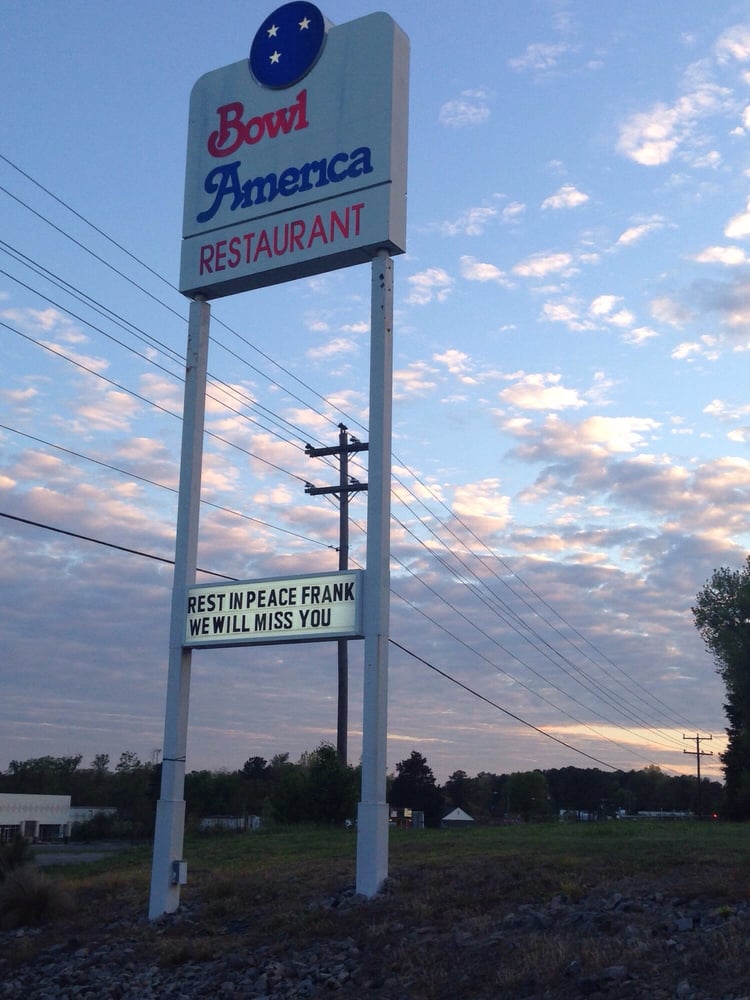 Bowl
America
RESTAURANT
REST IN PEACE FRANK
WE WILL MISS YOU